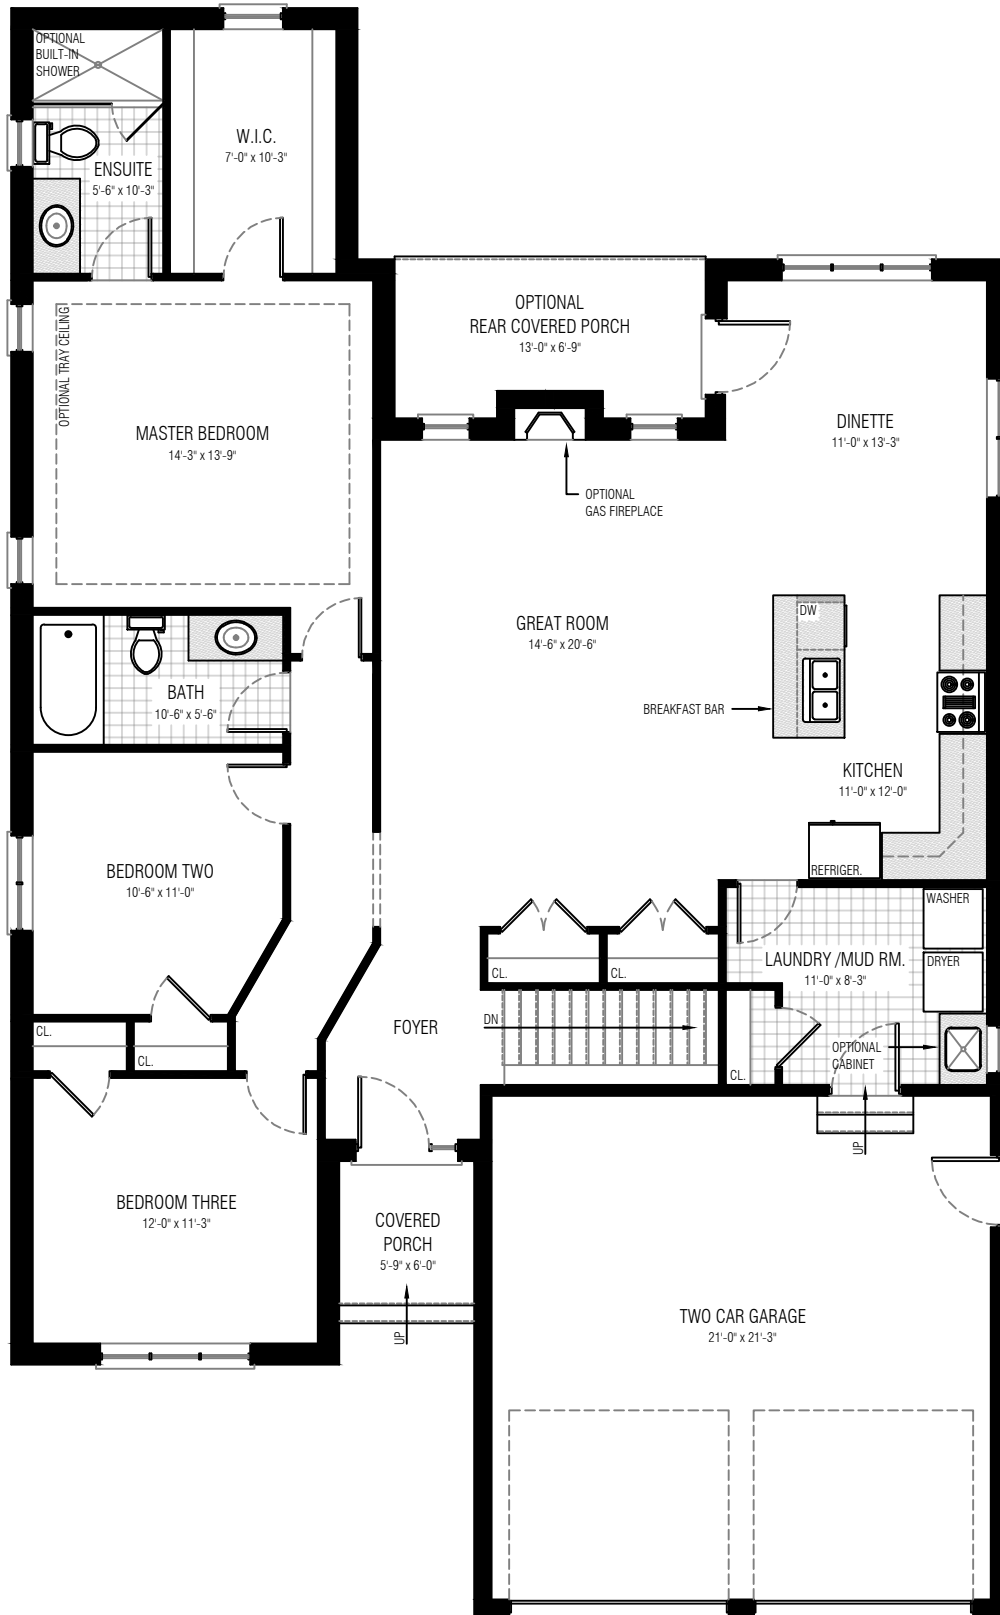 OPTIONAL
BUILT-IN
SHOWER
W.I.C.
7'-0" x 10'-3"
ENSUITE
5'-6" x 10'-3"
OPTIONAL
REAR COVERED PORCH
13'-0" x 6'-9"
OPTIONAL TRAY CEILING
MASTER BEDROOM
14'-3" x 13'-9"
DINETTE
11'-0" x 13'-3"
OPTIONAL
GAS FIREPLACE
GREAT ROOM
14'-6" x 20'-6"
DW
BATH
10'-6" x 5'-6"
BREAKFAST BAR
KITCHEN
11'-0" x 12'-0"
REFRIGER.
BEDROOM TWO
10'-6" x 11'-0"
WASHER
LAUNDRY /MUD RM.
11'-0" x 8'-3"
DRYER
CL.
CL.
FOYER
DN
CL.
CL.
OPTIONAL
CABINET
CL.
UP
BEDROOM THREE
12'-0" x 11'-3"
COVERED
PORCH
5'-9" x 6'-0"
UP
TWO CAR GARAGE
21'-0" x 21'-3"